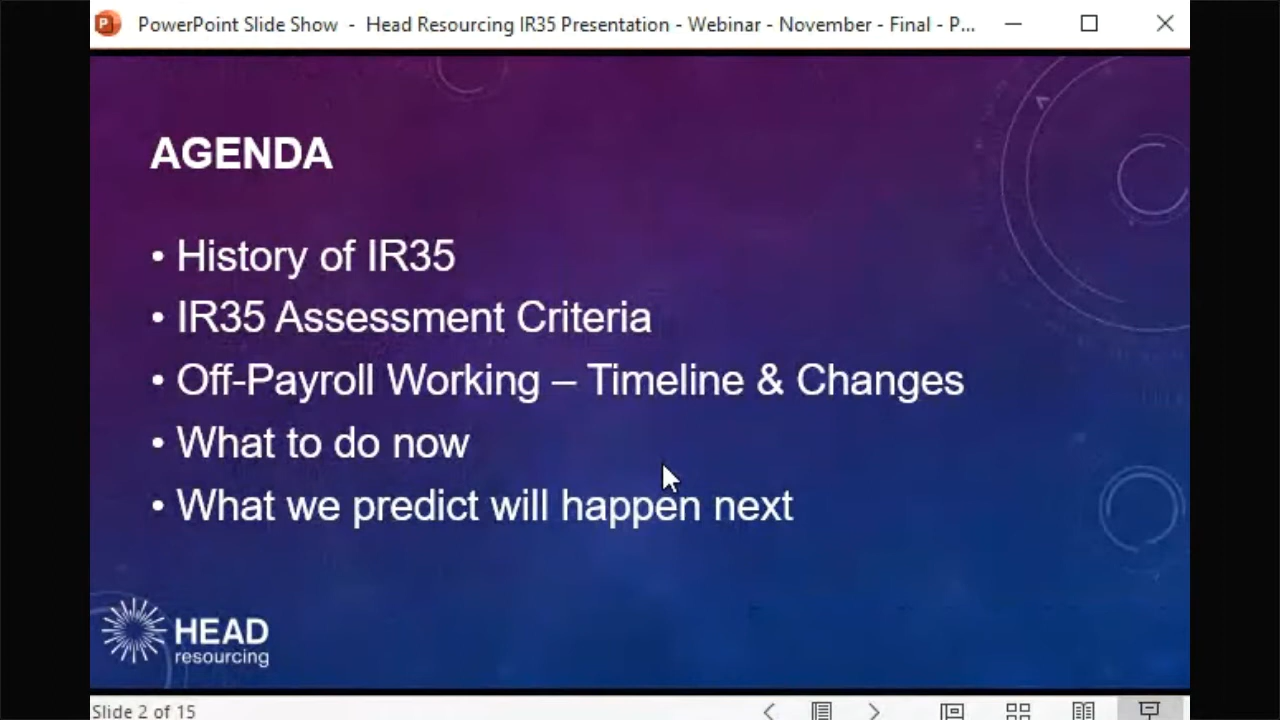 PowerPoint Slide Show - Head Resourcing IR35 Presentation - Webinar - November - Final - P...
AGENDA
• History of IR35
• IR35 Assessment Criteria
• Off-Payroll Working – Timeline & Changes
• What to do now
• What we predict will happen next
HEAD
resourcing
Slide 2 of 15